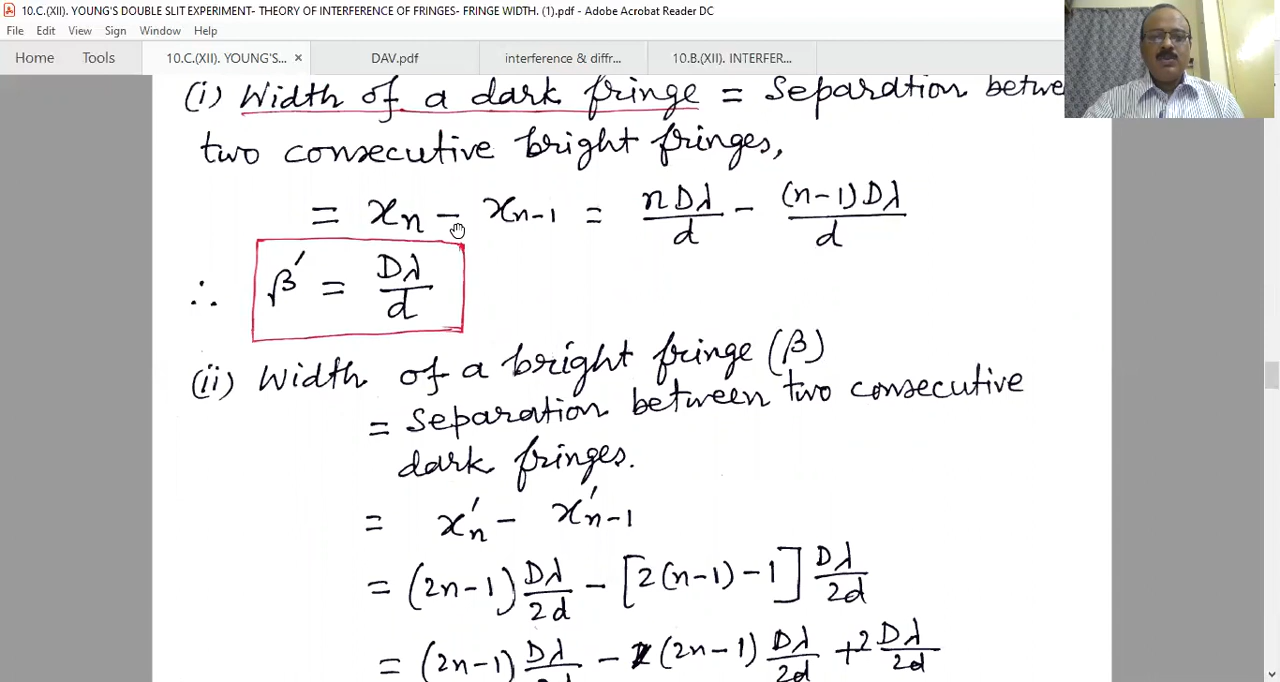 10.C.(XII). YOUNG'S DOUBLE SLIT EXPERIMENT- THEORY OF INTERFERENCE OF FRINGES- FRINGE WIDTH. (1).pdf - Adobe Acrobat Reader DC
File Edit View Sign Window Help
Home Tools 10.C.(XII). YOUNG'S... × DAV.pdf interference & diffr... 10.B.(XII). INTERFER...
(i) Width of a dark fringe = Separation betwe
two consecutive bright fringes,
= xₙ − xₙ₋₁ = nDλ/d − (n−1)Dλ/d
∴ β′ = Dλ/d
(ii) Width of a bright fringe (β)
= Separation between two consecutive
dark fringes.
= x′ₙ − x′ₙ₋₁
= (2n−1) Dλ/2d − [2(n−1)−1] Dλ/2d
= (2n−1) Dλ/2d − (2n−1) Dλ/2d + 2Dλ/2d